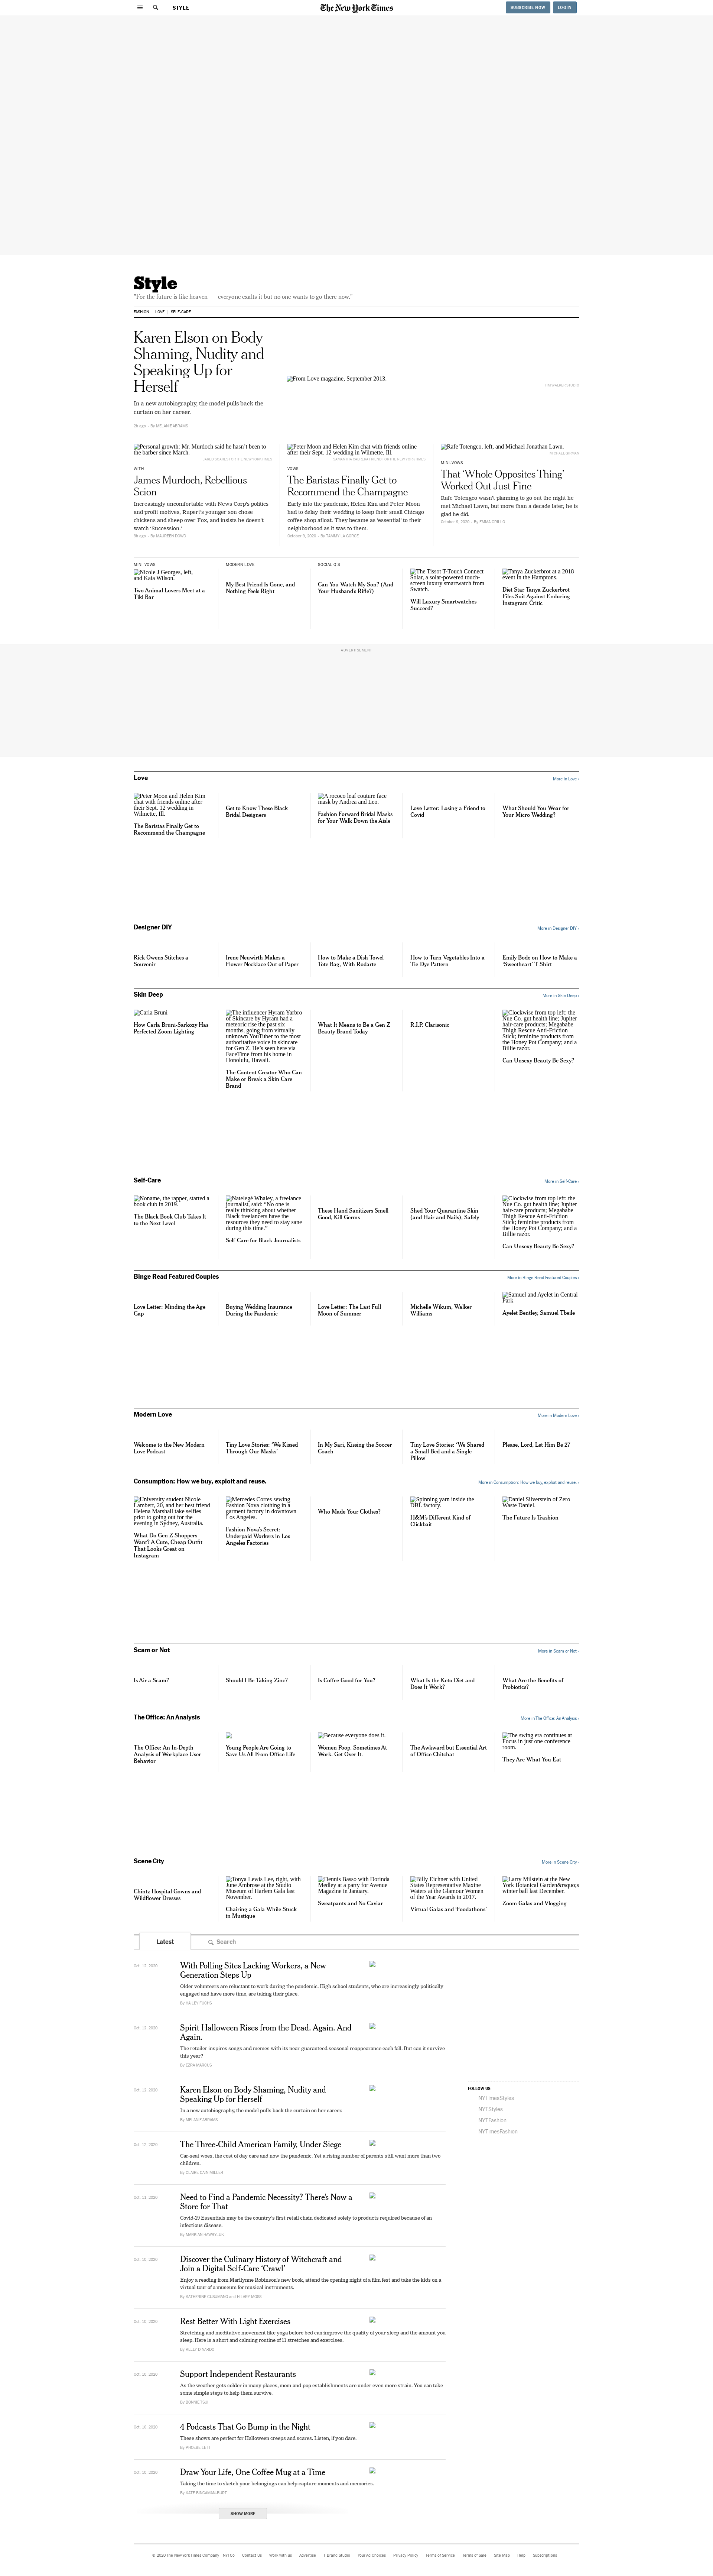 STYLE
The New York Times
SUBSCRIBE NOW
LOG IN
Style
"For the future is like heaven — everyone exalts it but no one wants to go there now."
FASHION
LOVE
SELF-CARE
Karen Elson on Body
Shaming, Nudity and
Speaking Up for
Herself
In a new autobiography, the model pulls back the
curtain on her career.
2h ago
From Love magazine, September 2013.
Personal growth: Mr. Murdoch said he hasn't been to
the barber since March.
WITH ...
James Murdoch, Rebellious
Scion
Increasingly uncomfortable with News Corp's politics
and profit motives, Rupert's younger son chose
chickens and sheep over Fox, and insists he doesn't
watch 'Succession.'
By MAUREEN DOWD
Peter Moon and Helen Kim chat with friends online
after their Sept. 12 wedding in Wilmette, Ill.
VOWS
The Baristas Finally Get to
Recommend the Champagne
Early into the pandemic, Helen Kim and Peter Moon
had to delay their wedding to keep their small Chicago
coffee shop afloat. They became so 'essential' to their
neighborhood as it was to them.
October 9, 2020 – By TAMMY LA GORCE
Rafe Totengco, left, and Michael Jonathan Lawn.
MINI-VOWS
That 'Whole Opposites Thing'
Worked Out Just Fine
Rafe Totengco wasn't planning to go out the night he
met Michael Lawn, but more than a decade later, he is
glad he did.
October 9, 2020 – By EMMA GRILLO
MINI-VOWS
Nicole J Georges, left,
and Kaia Wilson.
Two Animal Lovers Meet at a
Tiki Bar
MODERN LOVE
My Best Friend Is Gone, and
Nothing Feels Right
SOCIAL Q'S
Can You Watch My Son? (And
Your Husband's Rifle?)
The Tissot T-Touch Connect
Solar, a solar-powered touch-
screen luxury smartwatch from
Swatch.
Will Luxury Smartwatches
Succeed?
Tanya Zuckerbrot at a 2018
event in the Hamptons.
Diet Star Tanya Zuckerbrot
Files Suit Against Enduring
Instagram Critic
ADVERTISEMENT
Love
More in Love ›
Peter Moon and Helen Kim
chat with friends online after
their Sept. 12 wedding in
Wilmette, Ill.
The Baristas Finally Get to
Recommend the Champagne
Get to Know These Black
Bridal Designers
A rococo leaf couture face
mask by Andrea and Leo.
Fashion Forward Bridal Masks
for Your Walk Down the Aisle
Love Letter: Losing a Friend to
Covid
What Should You Wear for
Your Micro Wedding?
Designer DIY
More in Designer DIY ›
Rick Owens Stitches a
Souvenir
Irene Neuwirth Makes a
Flower Necklace Out of Paper
How to Make a Dish Towel
Tote Bag, With Rodarte
How to Turn Vegetables Into a
Tie-Dye Pattern
Emily Bode on How to Make a
'Sweetheart' T-Shirt
Skin Deep
More in Skin Deep ›
Carla Bruni
How Carla Bruni-Sarkozy Has
Perfected Zoom Lighting
The influencer Hyram Yarbro
of Skincare by Hyram had a
meteoric rise the past six
months, going from virtually
unknown YouTuber to the most
authoritative voice in skincare
for Gen Z. He's seen here via
FaceTime from his home in
Honolulu, Hawaii.
The Content Creator Who Can
Make or Break a Skin Care
Brand
What It Means to Be a Gen Z
Beauty Brand Today
R.I.P. Clarisonic
Clockwise from top left: the
Nue Co. gut health line; Jupiter
hair-care products; Megababe
Thigh Rescue Anti-Friction
Stick; feminine products from
the Honey Pot Company; and a
Billie razor.
Can Unsexy Beauty Be Sexy?
Self-Care
More in Self-Care ›
Noname, the rapper, started a
book club in 2019.
The Black Book Club Takes It
to the Next Level
Natelegé Whaley, a freelance
journalist, said: "No one is
really thinking about whether
Black freelancers have the
resources they need to stay sane
during this time."
Self-Care for Black Journalists
These Hand Sanitizers Smell
Good, Kill Germs
Shed Your Quarantine Skin
(and Hair and Nails), Safely
Clockwise from top left: the
Nue Co. gut health line; Jupiter
hair-care products; Megababe
Thigh Rescue Anti-Friction
Stick; feminine products from
the Honey Pot Company; and a
Billie razor.
Can Unsexy Beauty Be Sexy?
Binge Read Featured Couples
More in Binge Read Featured Couples ›
Love Letter: Minding the Age
Gap
Buying Wedding Insurance
During the Pandemic
Love Letter: The Last Full
Moon of Summer
Michelle Wikum, Walker
Williams
Samuel and Ayelet in Central
Park
Ayelet Bentley, Samuel Tbeile
Modern Love
More in Modern Love ›
Welcome to the New Modern
Love Podcast
Tiny Love Stories: 'We Kissed
Through Our Masks'
In My Sari, Kissing the Soccer
Coach
Tiny Love Stories: 'We Shared
a Small Bed and a Single
Pillow'
Please, Lord, Let Him Be 27
Consumption: How we buy, exploit and reuse.
More in Consumption: How we buy, exploit and reuse. ›
University student Nicole
Lambert, 20, and her best friend
Helena Marshall take selfies
prior to going out for the
evening in Sydney, Australia.
What Do Gen Z Shoppers
Want? A Cute, Cheap Outfit
That Looks Great on
Instagram
Mercedes Cortes sewing
Fashion Nova clothing in a
garment factory in downtown
Los Angeles.
Fashion Nova's Secret:
Underpaid Workers in Los
Angeles Factories
Who Made Your Clothes?
Spinning yarn inside the
DBL factory.
H&M's Different Kind of
Clickbait
Daniel Silverstein of Zero
Waste Daniel.
The Future Is Trashion
Scam or Not
More in Scam or Not ›
Is Air a Scam?
Should I Be Taking Zinc?
Is Coffee Good for You?
What Is the Keto Diet and
Does It Work?
What Are the Benefits of
Probiotics?
The Office: An Analysis
More in The Office: An Analysis ›
The Office: An In-Depth
Analysis of Workplace User
Behavior
Young People Are Going to
Save Us All From Office Life
Because everyone does it.
Women Poop. Sometimes At
Work. Get Over It.
The Awkward but Essential Art
of Office Chitchat
The swing era continues at
Focus in just one conference
room.
They Are What You Eat
Scene City
More in Scene City ›
Chintz Hospital Gowns and
Wildflower Dresses
Tonya Lewis Lee, right, with
Jane Ambrose at the Studio
Museum of Harlem Gala last
November.
Chairing a Gala While Stuck
in Mustique
Dennis Basso with Dorinda
Medley at a party for Avenue
Magazine in January.
Sweatpants and No Caviar
Billy Eichner with United
States Representative Maxine
Waters at the Glamour Women
of the Year Awards in 2017.
Virtual Galas and 'Foodathons'
Larry Milstein at the New
York Botanical Garden&rsquo;s
winter ball last December.
Zoom Galas and Vlogging
Latest
Search
Oct. 12, 2020
With Polling Sites Lacking Workers, a New
Generation Steps Up
Older volunteers are reluctant to work during the pandemic. High school students, who are increasingly politically
engaged and have more time, are taking their place.
By HALEY FUCHS
Oct. 12, 2020
Spirit Halloween Rises from the Dead. Again. And
Again.
The retailer inspires songs and memes with its near-guaranteed seasonal reappearance each fall. But can it survive
this year?
By EZRA MARCUS
Oct. 12, 2020
Karen Elson on Body Shaming, Nudity and
Speaking Up for Herself
In a new autobiography, the model pulls back the curtain on her career.
Oct. 11, 2020
The Three-Child American Family, Under Siege
Car-seat woes, the cost of day care and now the pandemic. Yet a rising number of parents still want more than two
children.
By CLAIRE CAIN MILLER
Oct. 11, 2020
Need to Find a Pandemic Necessity? There's Now a
Store for That
Covid-19 Essentials may be the country's first retail chain dedicated solely to products required because of an
infectious disease.
Oct. 10, 2020
Discover the Culinary History of Witchcraft and
Join a Digital Self-Care 'Crawl'
Enjoy a reading from Marilynne Robinson's new book, attend the opening night of a film fest and take the kids on a
virtual tour of a museum for musical instruments.
Oct. 10, 2020
Rest Better With Light Exercises
Stretching and meditative movement like yoga before bed can improve the quality of your sleep and the amount you
sleep. Here is a short and calming routine of 11 stretches and exercises.
Oct. 10, 2020
Support Independent Restaurants
As the weather gets colder in many places, mom-and-pop establishments are under even more strain. You can take
some simple steps to help them survive.
By BONNIE TSUI
Oct. 10, 2020
4 Podcasts That Go Bump in the Night
These shows are perfect for Halloween creeps and scares. Listen, if you dare.
By PHOEBE LETT
Oct. 10, 2020
Draw Your Life, One Coffee Mug at a Time
Taking the time to sketch your belongings can help capture moments and memories.
SHOW MORE
FOLLOW US
NYTimesStyles
NYTStyles
NYTFashion
NYTimesFashion
© 2020 The New York Times Company
NYTCo
Contact Us
Work with us
Advertise
T Brand Studio
Your Ad Choices
Privacy Policy
Terms of Service
Terms of Sale
Site Map
Help
Subscriptions